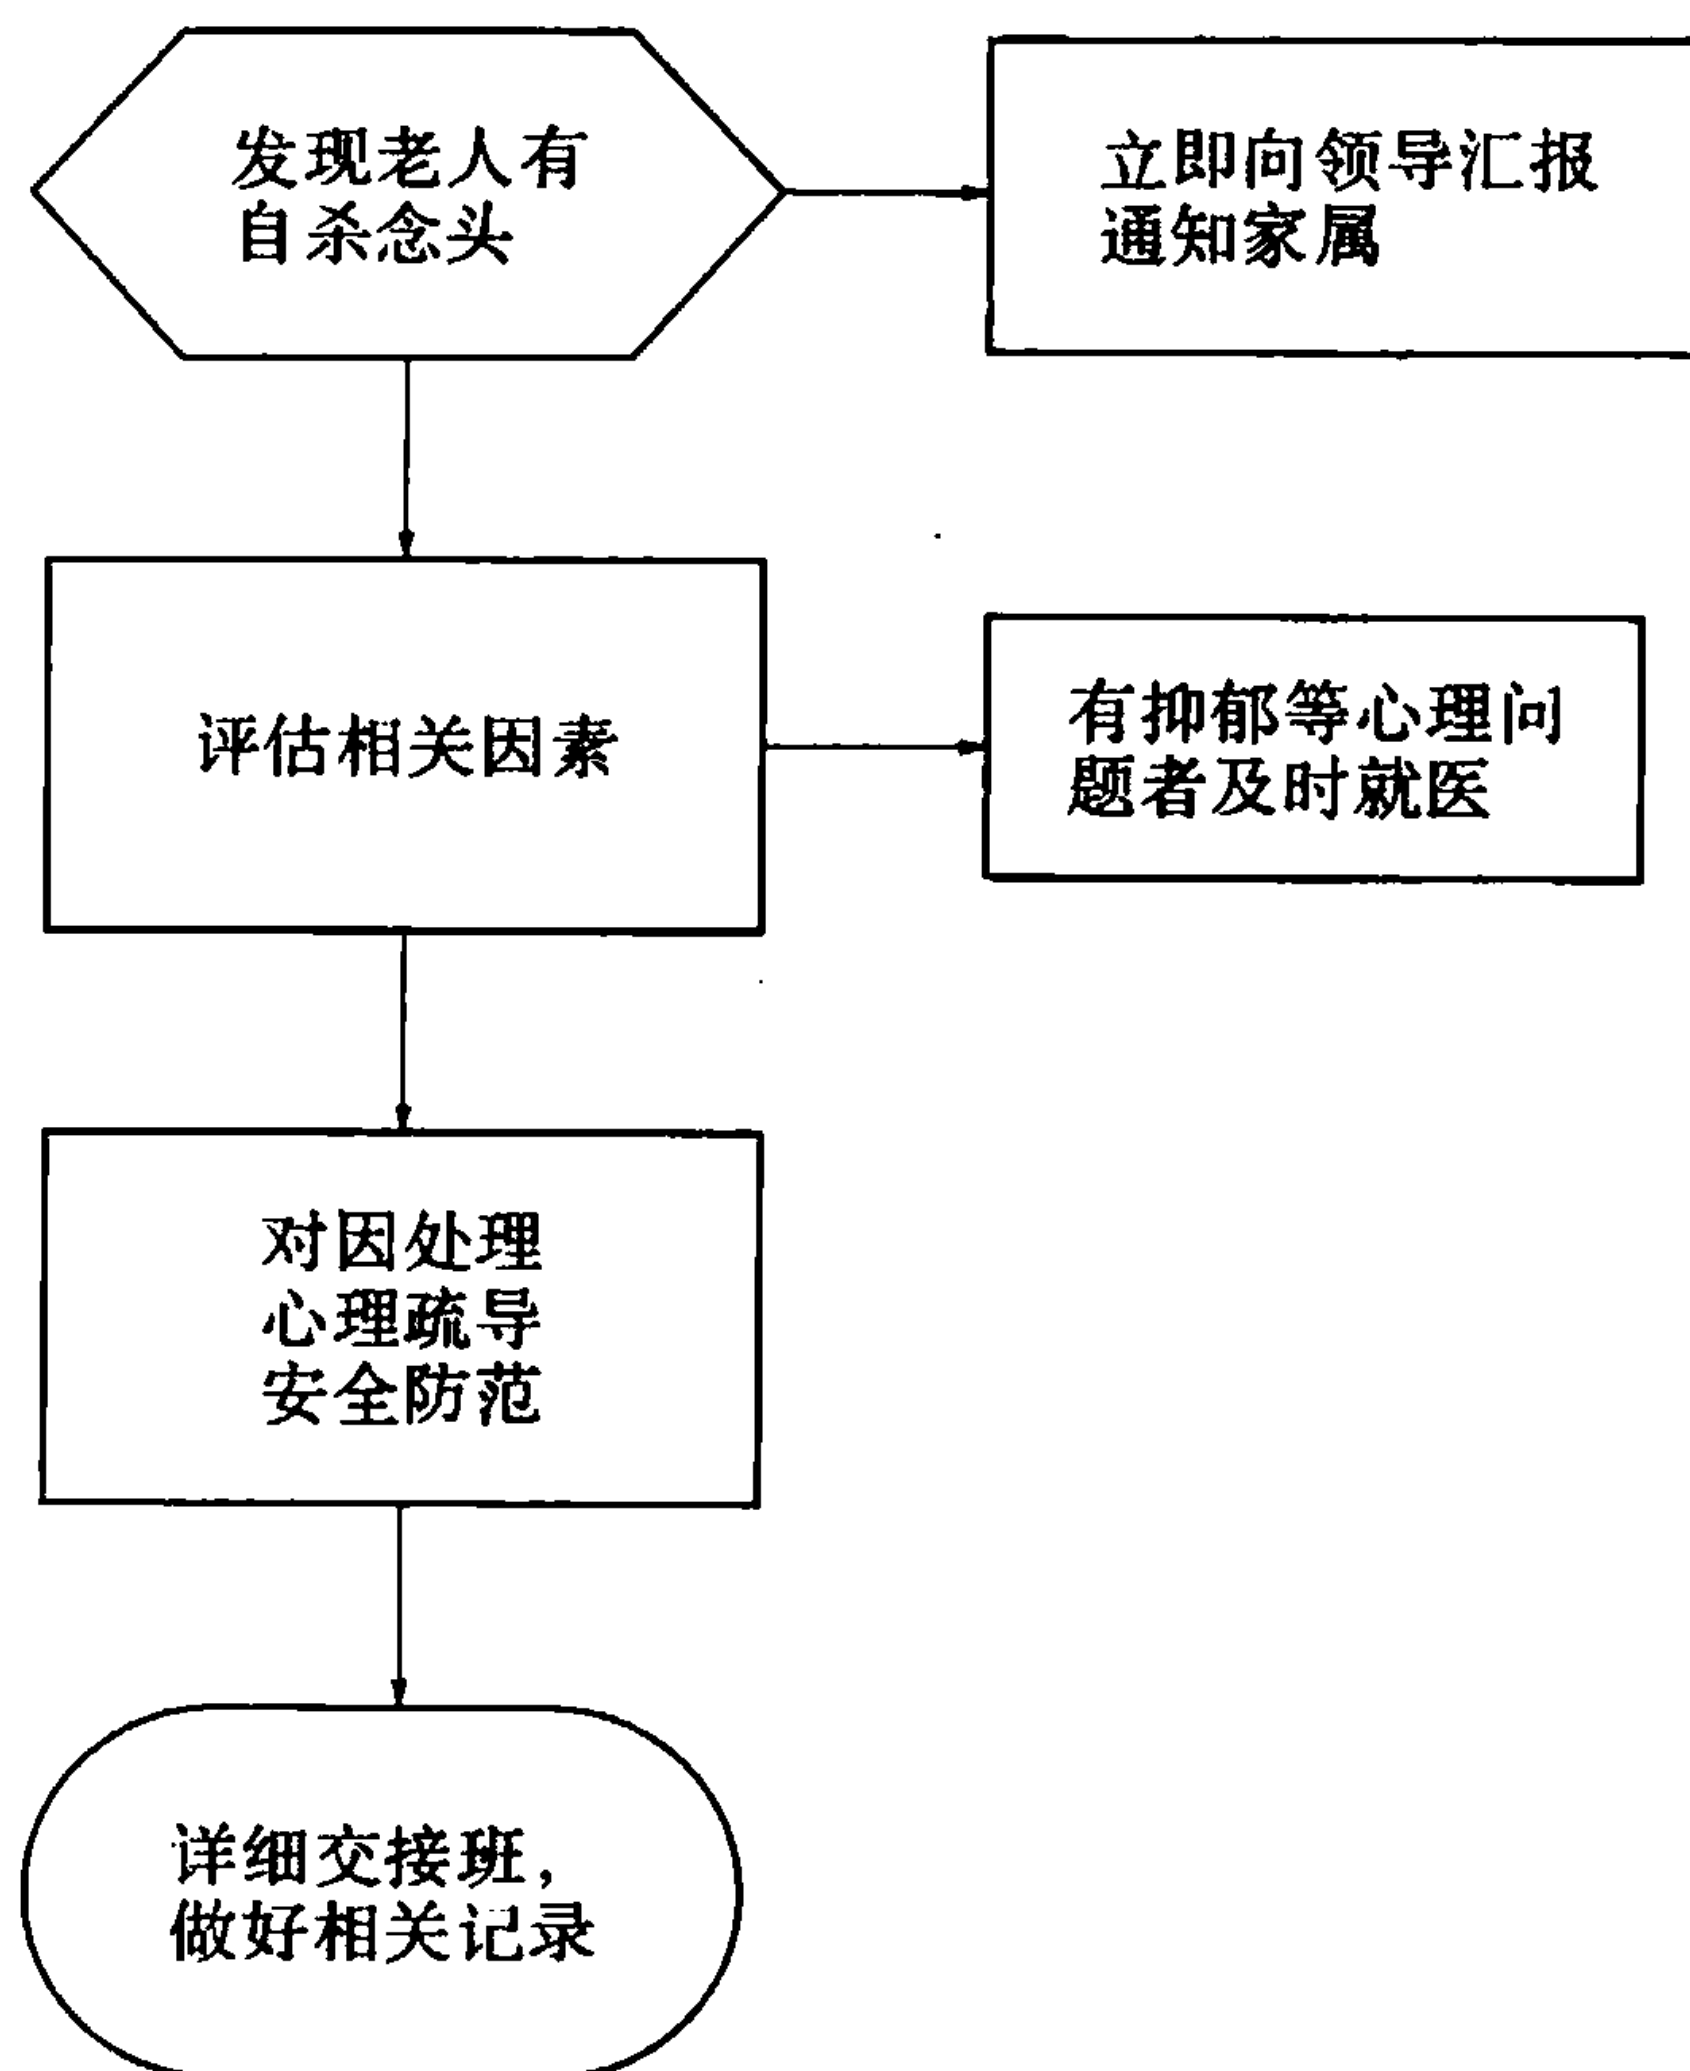 发现老人有
自杀念头
立即向领导汇报
通知家属
评估相关因素
有抑郁等心理问
题者及时就医
对因处理
心理疏导
安全防范
详细交接班，
做好相关记录